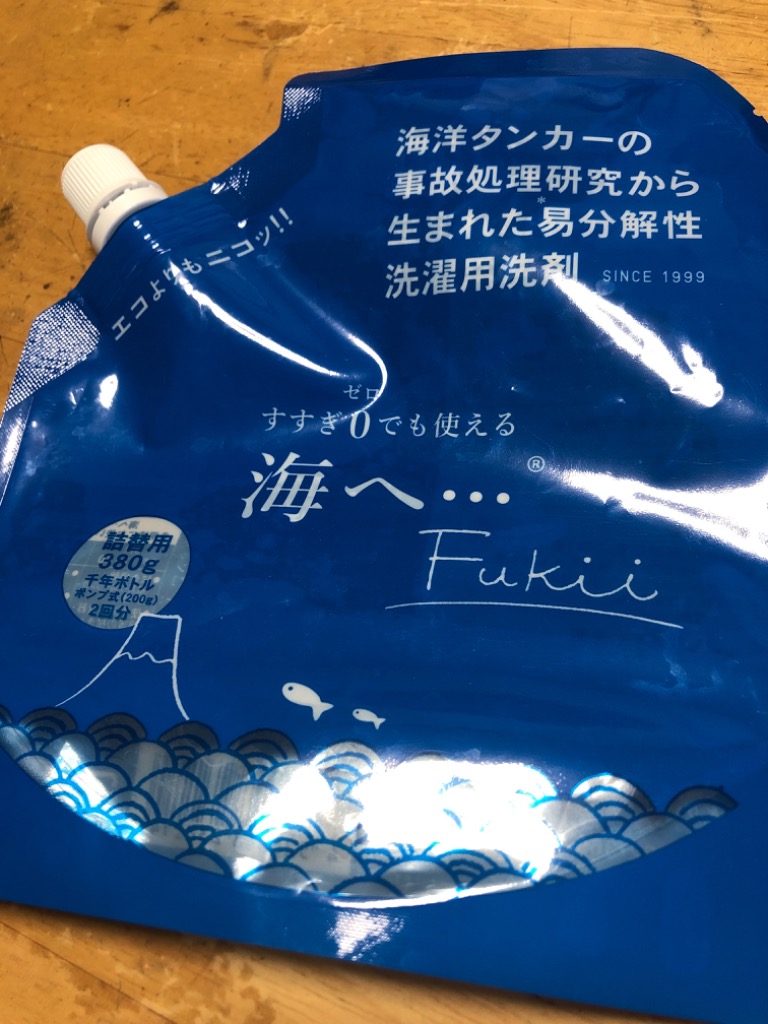 海洋タンカーの
事故処理研究から
生まれた*易分解性
洗濯用洗剤 SINCE 1999
エコよりもニコッ!!
ゼロ
すすぎ0でも使える
海へ…®
Fukii
詰替用
380g
千年ボトル
ポンプ式(200g)
2回分